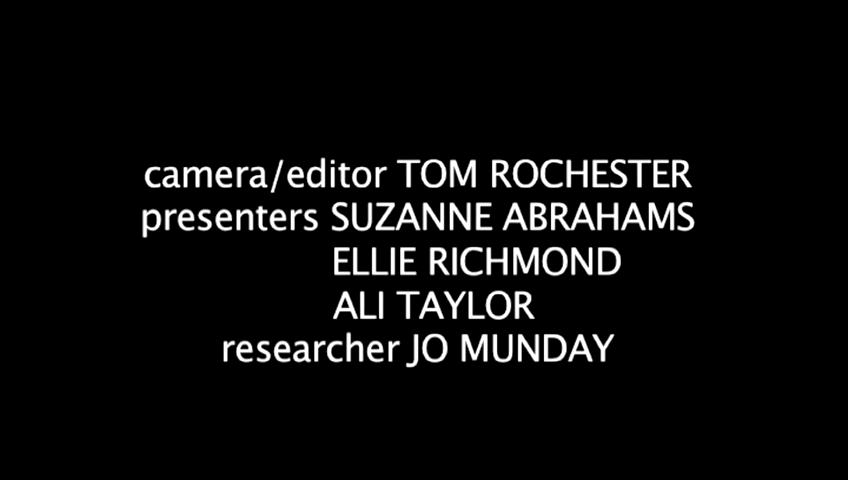 camera/editor TOM ROCHESTER
presenters SUZANNE ABRAHAMS
ELLIE RICHMOND
ALI TAYLOR
researcher JO MUNDAY